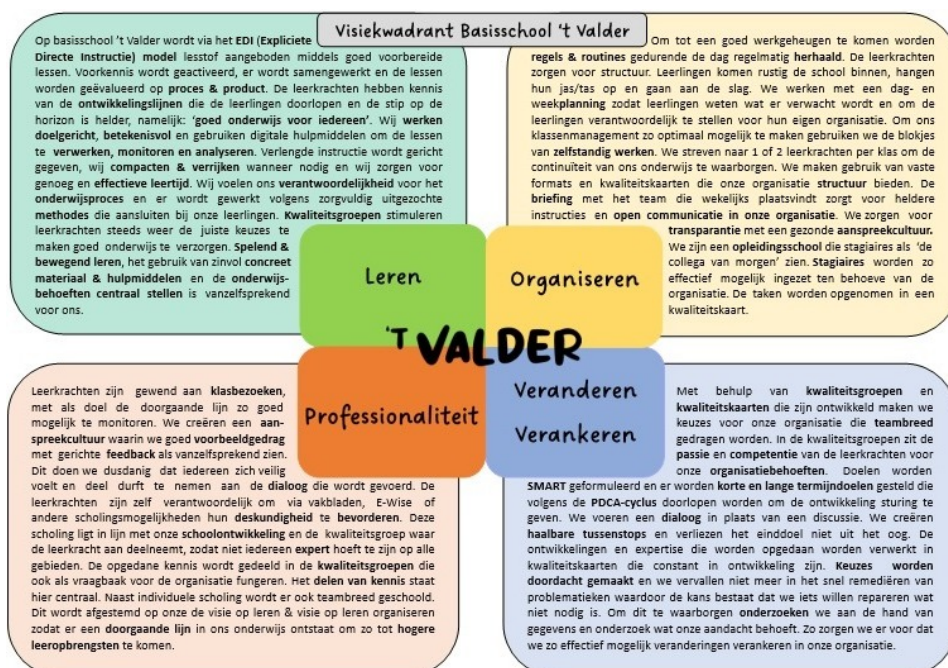 Visiekwadrant Basisschool ‘t Valder
Op basisschool ’t Valder wordt via het EDI (Expliciete
Directe Instructie) model lesstof aangeboden middels goed voorbereide
lessen. Voorkennis wordt geactiveerd, er wordt samengewerkt en de lessen
worden geëvalueerd op proces & product. De leerkrachten hebben kennis
van de ontwikkelingslijnen die de leerlingen doorlopen en de stip op de
horizon is helder, namelijk: ‘goed onderwijs voor iedereen’. Wij werken
doelgericht, betekenisvol en gebruiken digitale hulpmiddelen om de lessen
te verwerken, monitoren en analyseren. Verlengde instructie wordt gericht
gegeven, wij compacten & verrijken wanneer nodig en wij zorgen voor
genoeg en effectieve leertijd. Wij voelen ons verantwoordelijkheid voor het
onderwijsproces en er wordt gewerkt volgens zorgvuldig uitgezochte
methodes die aansluiten bij onze leerlingen. Kwaliteitsgroepen stimuleren
leerkrachten steeds weer de juiste keuzes te
maken goed onderwijs te verzorgen. Spelend &
bewegend leren, het gebruik van zinvol concreet
materiaal & hulpmiddelen en de onderwijs-
behoeften centraal stellen is vanzelfsprekend
voor ons.
Om tot een goed werkgeheugen te komen worden
regels & routines gedurende de dag regelmatig herhaald. De leerkrachten
zorgen voor structuur. Leerlingen komen rustig de school binnen, hangen
hun jas/tas op en gaan aan de slag. We werken met een dag- en
weekplanning zodat leerlingen weten wat er verwacht wordt en om de
leerlingen verantwoordelijk te stellen voor hun eigen organisatie. Om ons
klassenmanagement zo optimaal mogelijk te maken gebruiken we de blokjes
van zelfstandig werken. We streven naar 1 of 2 leerkrachten per klas om de
continuïteit van ons onderwijs te waarborgen. We maken gebruik van vaste
formats en kwaliteitskaarten die onze organisatie structuur bieden. De
briefing met het team die wekelijks plaatsvindt zorgt voor heldere
instructies en open communicatie in onze organisatie. We zorgen voor
transparantie met een gezonde aanspreekcultuur.
We zijn een opleidingsschool die stagiaires als ‘de
collega van morgen’ zien. Stagiaires worden zo
effectief mogelijk ingezet ten behoeve van de
organisatie. De taken worden opgenomen in een
kwaliteitskaart.
Leren
Organiseren
‘T VALDER
Professionaliteit
Veranderen
Verankeren
Leerkrachten zijn gewend aan klasbezoeken,
met als doel de doorgaande lijn zo goed
mogelijk te monitoren. We creëren een aan-
spreekcultuur waarin we goed voorbeeldgedrag
met gerichte feedback als vanzelfsprekend zien.
Dit doen we dusdanig dat iedereen zich veilig
voelt en deel durft te nemen aan de dialoog die wordt gevoerd. De
leerkrachten zijn zelf verantwoordelijk om via vakbladen, E-Wise of
andere scholingsmogelijkheden hun deskundigheid te bevorderen. Deze
scholing ligt in lijn met onze schoolontwikkeling en de kwaliteitsgroep waar
de leerkracht aan deelneemt, zodat niet iedereen expert hoeft te zijn op alle
gebieden. De opgedane kennis wordt gedeeld in de kwaliteitsgroepen die
ook als vraagbaak voor de organisatie fungeren. Het delen van kennis staat
hier centraal. Naast individuele scholing wordt er ook teambreed geschoold.
Dit wordt afgestemd op onze de visie op leren & visie op leren organiseren
zodat er een doorgaande lijn in ons onderwijs ontstaat om zo tot hogere
leeropbrengsten te komen.
Met behulp van kwaliteitsgroepen en
kwaliteitskaarten die zijn ontwikkeld maken we
keuzes voor onze organisatie die teambreed
gedragen worden. In de kwaliteitsgroepen zit de
passie en competentie van de leerkrachten voor
onze organisatiebehoeften. Doelen worden
SMART geformuleerd en er worden korte en lange termijndoelen gesteld die
volgens de PDCA-cyclus doorlopen worden om de ontwikkeling sturing te
geven. We voeren een dialoog in plaats van een discussie. We creëren
haalbare tussenstops en verliezen het einddoel niet uit het oog. De
ontwikkelingen en expertise die worden opgedaan worden verwerkt in
kwaliteitskaarten die constant in ontwikkeling zijn. Keuzes worden
doordacht gemaakt en we vervallen niet meer in het snel remediëren van
problematieken waardoor de kans bestaat dat we iets willen repareren wat
niet nodig is. Om dit te waarborgen onderzoeken we aan de hand van
gegevens en onderzoek wat onze aandacht behoeft. Zo zorgen we er voor dat
we zo effectief mogelijk veranderingen verankeren in onze organisatie.